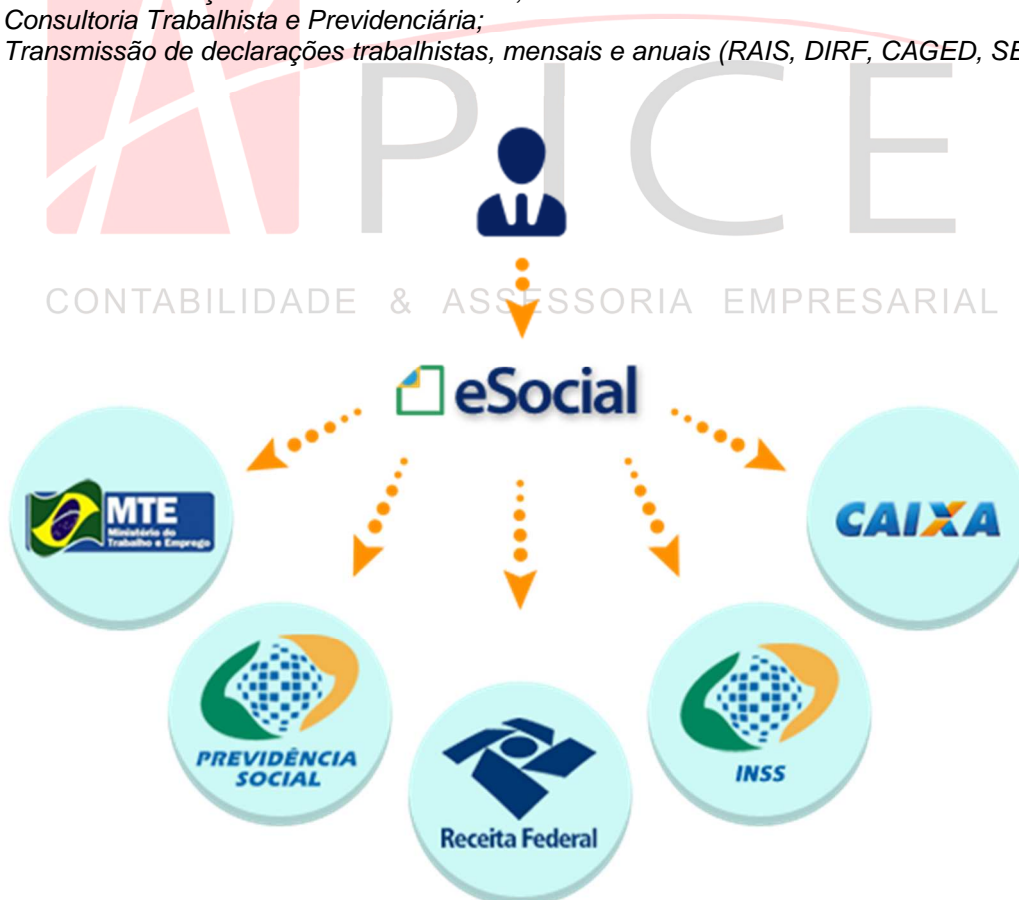 Consultoria Trabalhista e Previdenciária;
Transmissão de declarações trabalhistas, mensais e anuais (RAIS, DIRF, CAGED,
APICE
CONTABILIDADE & ASSESSORIA EMPRESARIAL
eSocial
MTE
Ministério do
Trabalho e Emprego
CAIXA
PREVIDÊNCIA
SOCIAL
INSS
Receita Federal